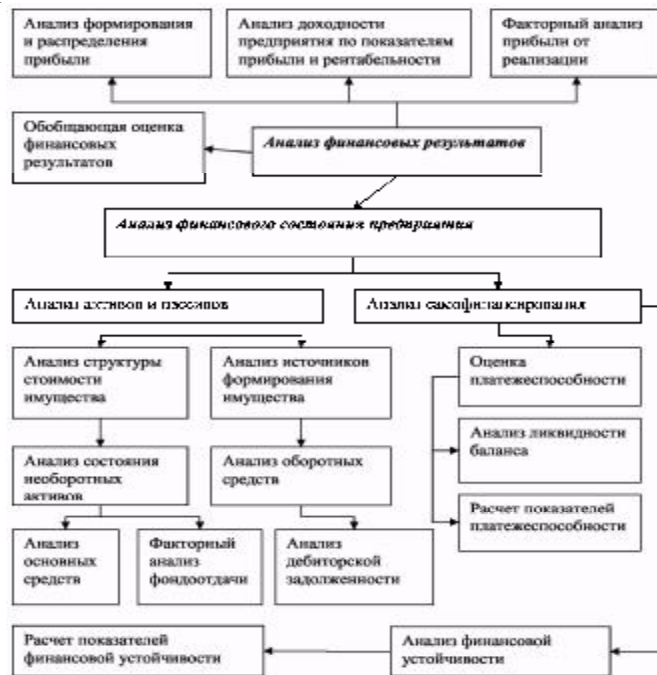 Анализ формирования
и распределения
прибыли
Анализ доходности
предприятия по показателям
прибыли и рентабельности
Факторный анализ
прибыли от
реализации
Обобщающая оценка
финансовых
результатов
Анализ финансовых результатов
Анализ финансового состояния предприятия
Анализ активов и пассивов
Анализ самофинансирования
Анализ структуры
стоимости
имущества
Анализ источников
формирования
имущества
Оценка
платежеспособности
Анализ состояния
необоротных
активов
Анализ оборотных
средств
Анализ ликвидности
баланса
Расчет показателей
платежеспособности
Анализ
основных
средств
Факторный
анализ
фондоотдачи
Анализ
дебиторской
задолженности
Расчет показателей
финансовой устойчивости
Анализ финансовой
устойчивости